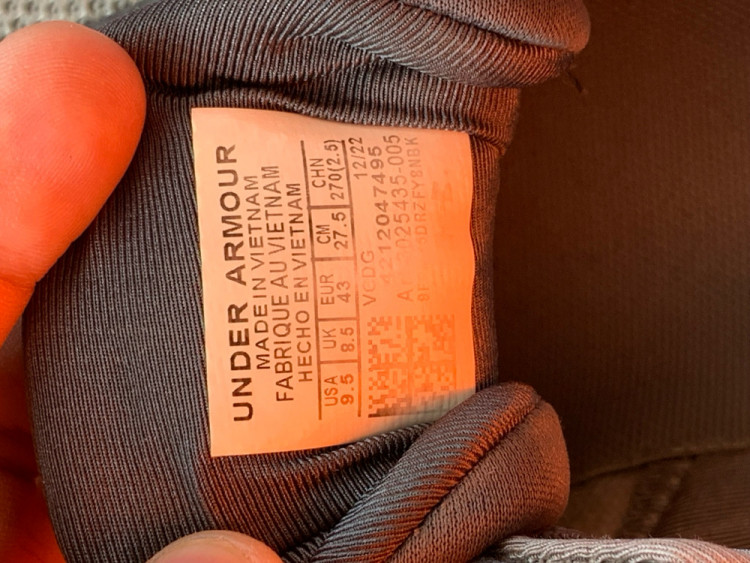 UNDER ARMOUR
MADE IN VIETNAM
FABRIQUE AU VIETNAM
HECHO EN VIETNAM
USA UK EUR CM CHN
9.5 8.5 43 27.5 270(2.5)
VCDG 12/22
4212047495
025435-005